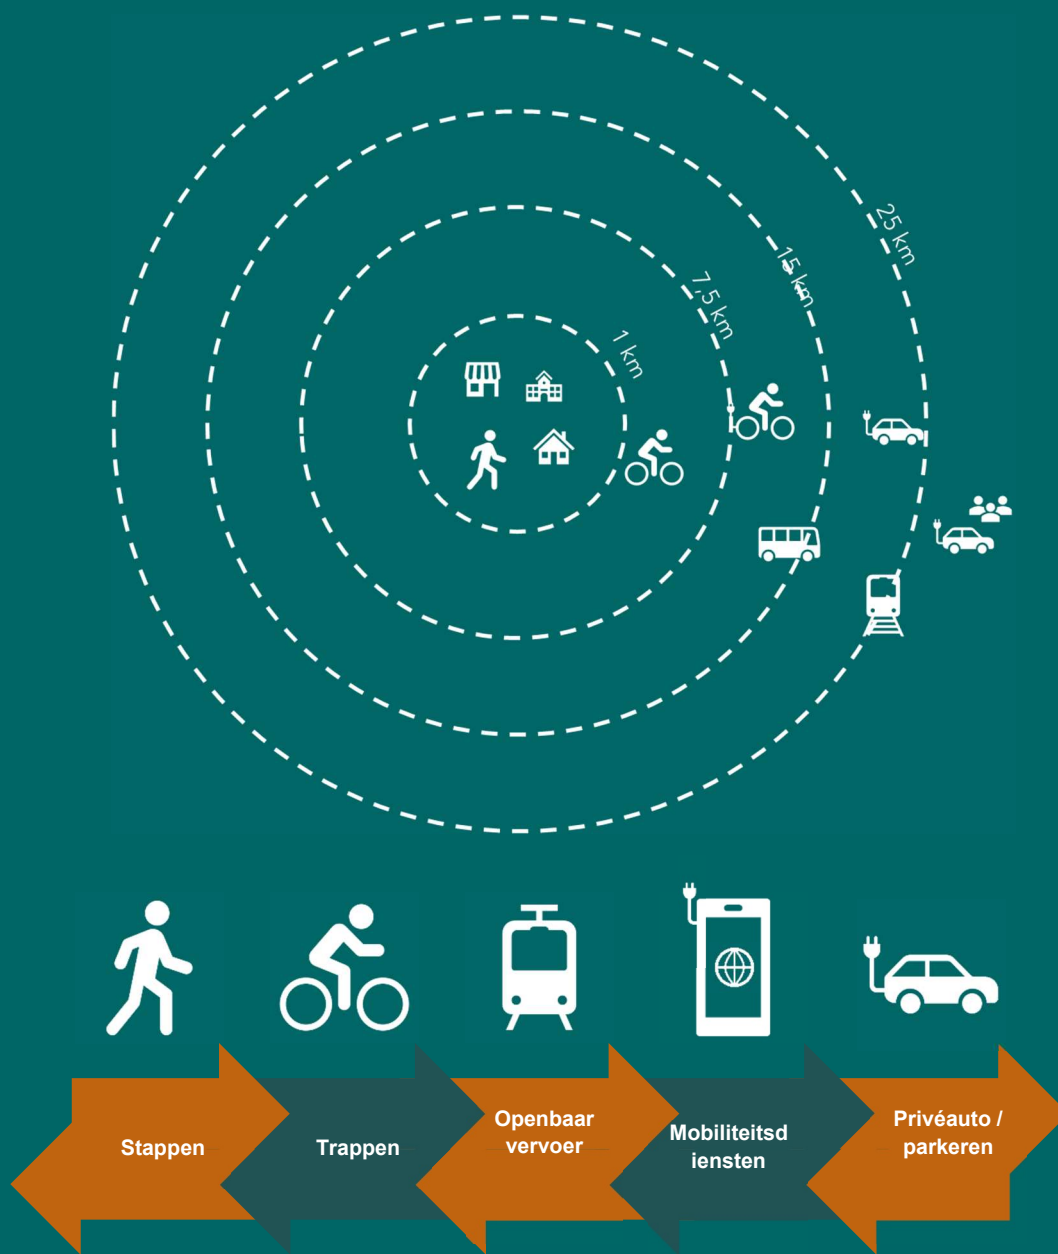 25 km
15 km
7,5 km
1 km
Stappen
Trappen
Openbaar
vervoer
Mobiliteitsd
iensten
Privéauto /
parkeren